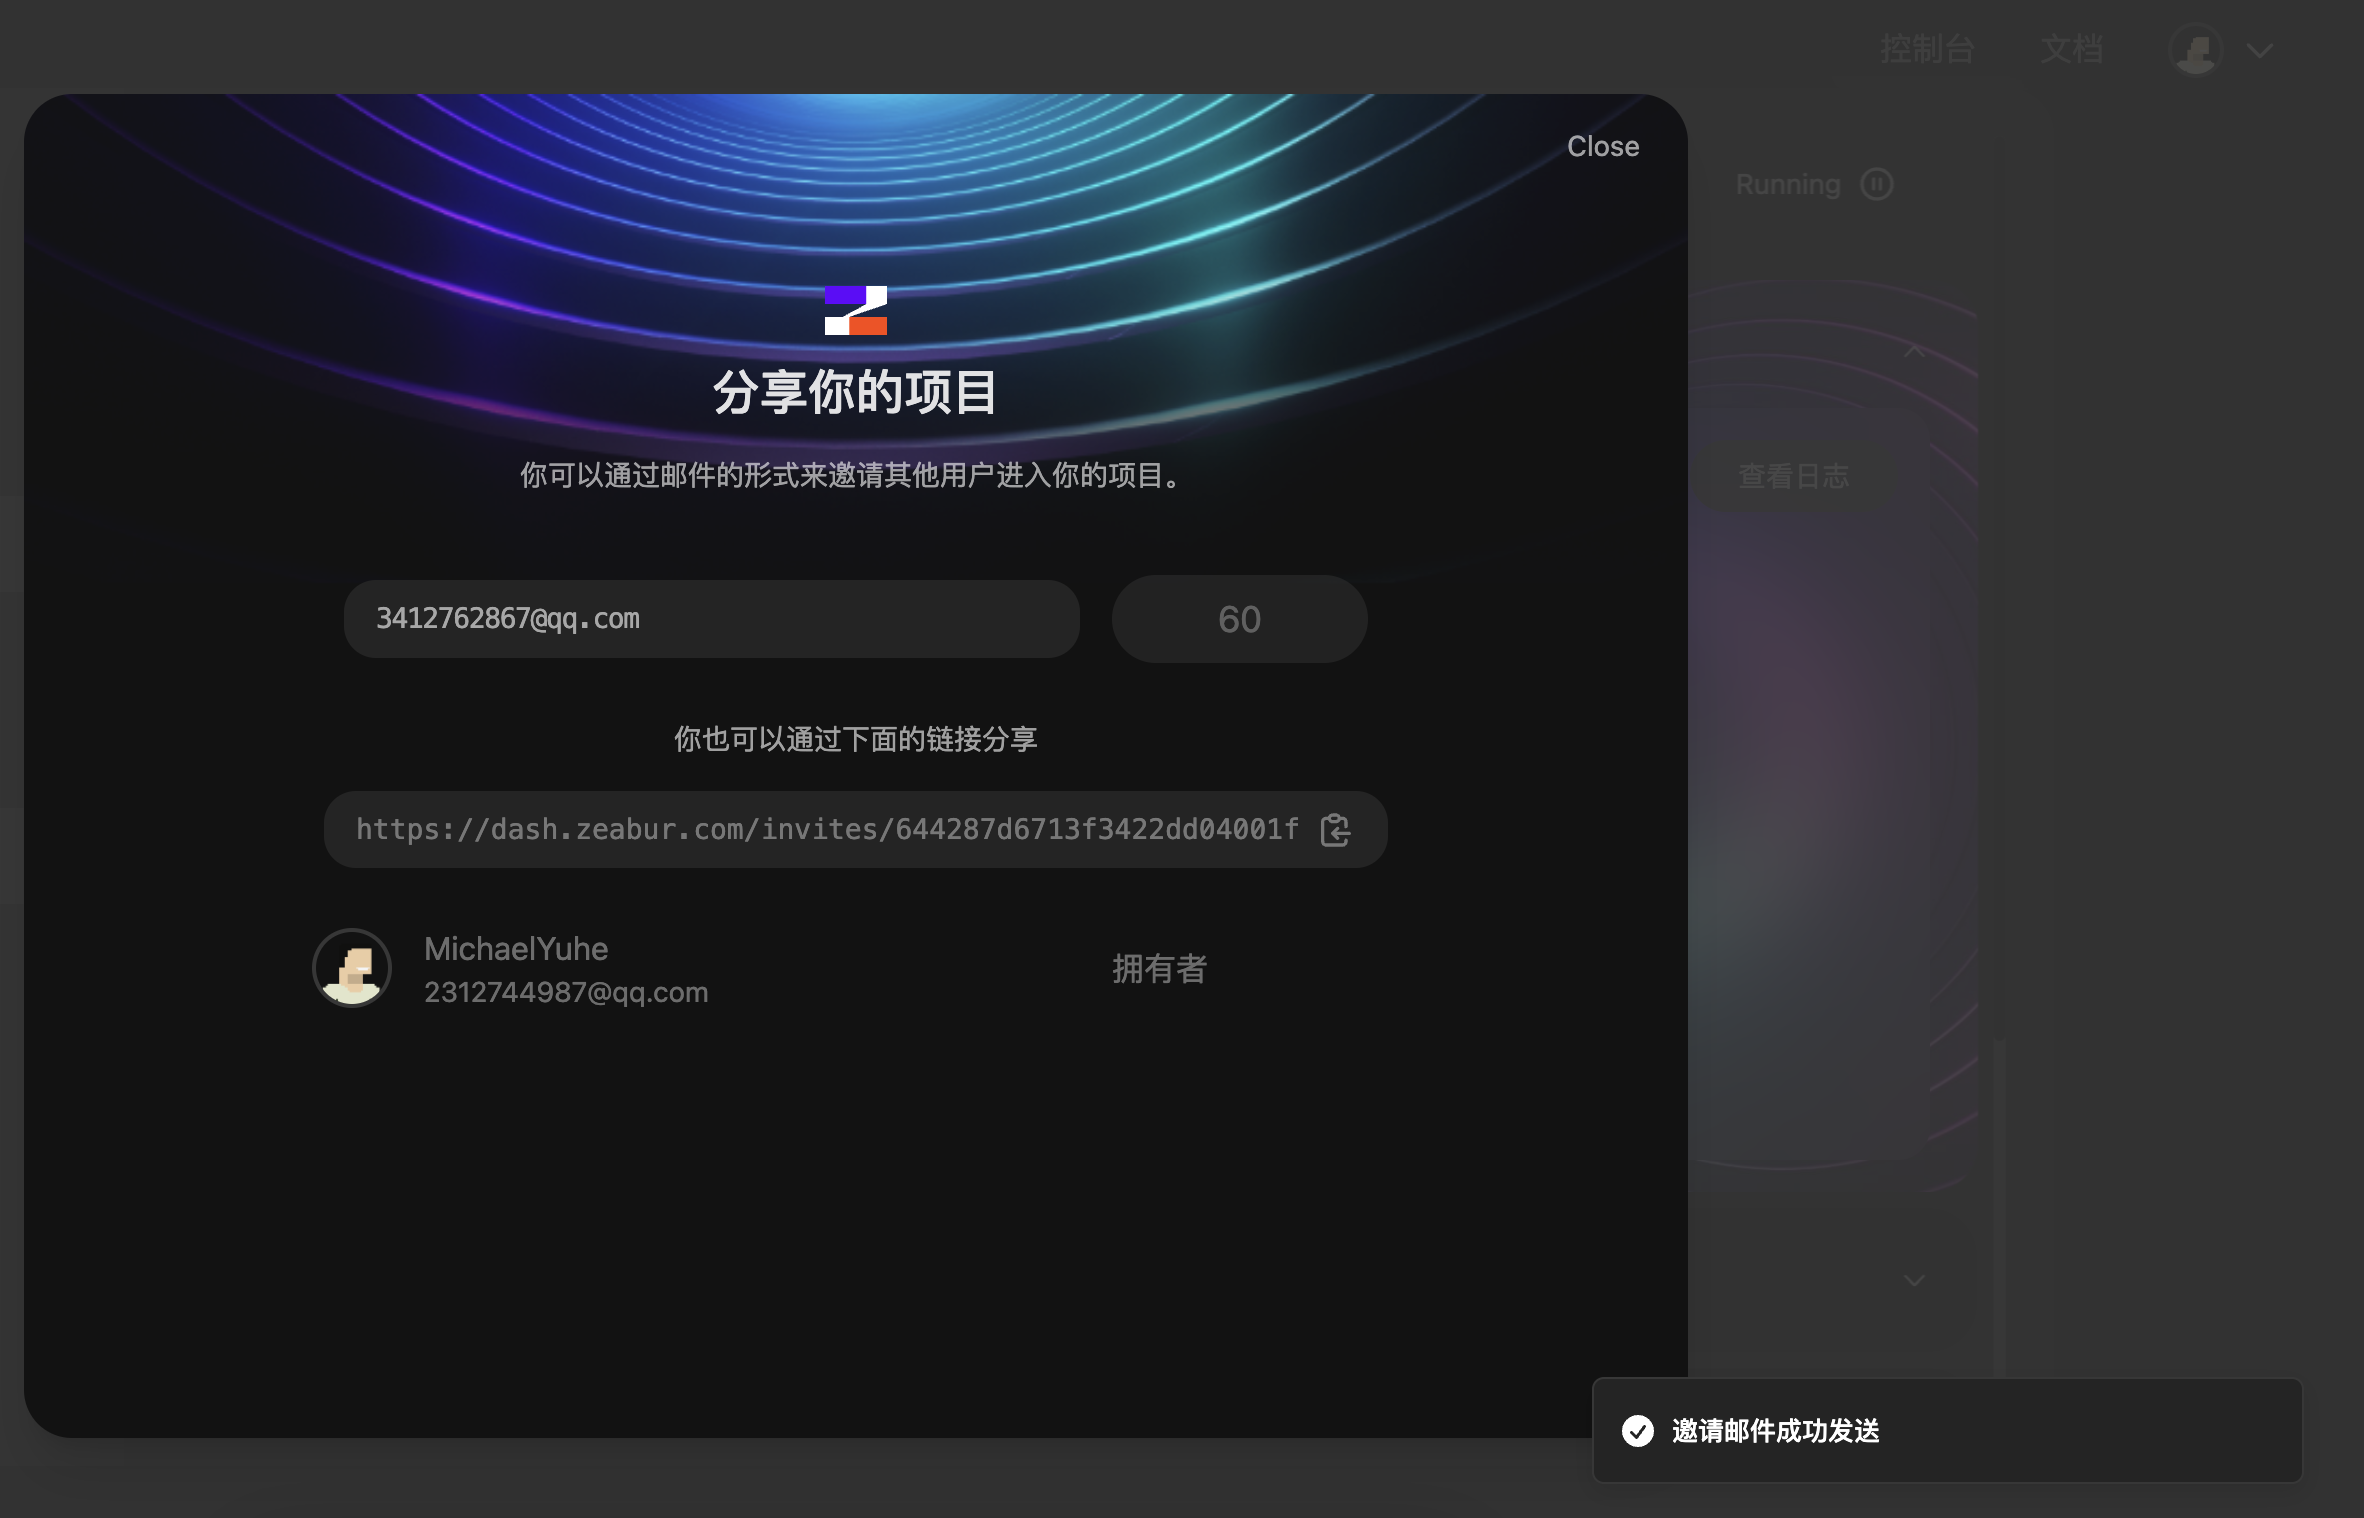 控制台
文档
Close
Running
分享你的项目
你可以通过邮件的形式来邀请其他用户进入你的项目。
查看日志
3412762867@qq.com
60
你也可以通过下面的链接分享
https://dash.zeabur.com/invites/644287d6713f3422dd04001f
MichaelYuhe
2312744987@qq.com
拥有者
邀请邮件成功发送